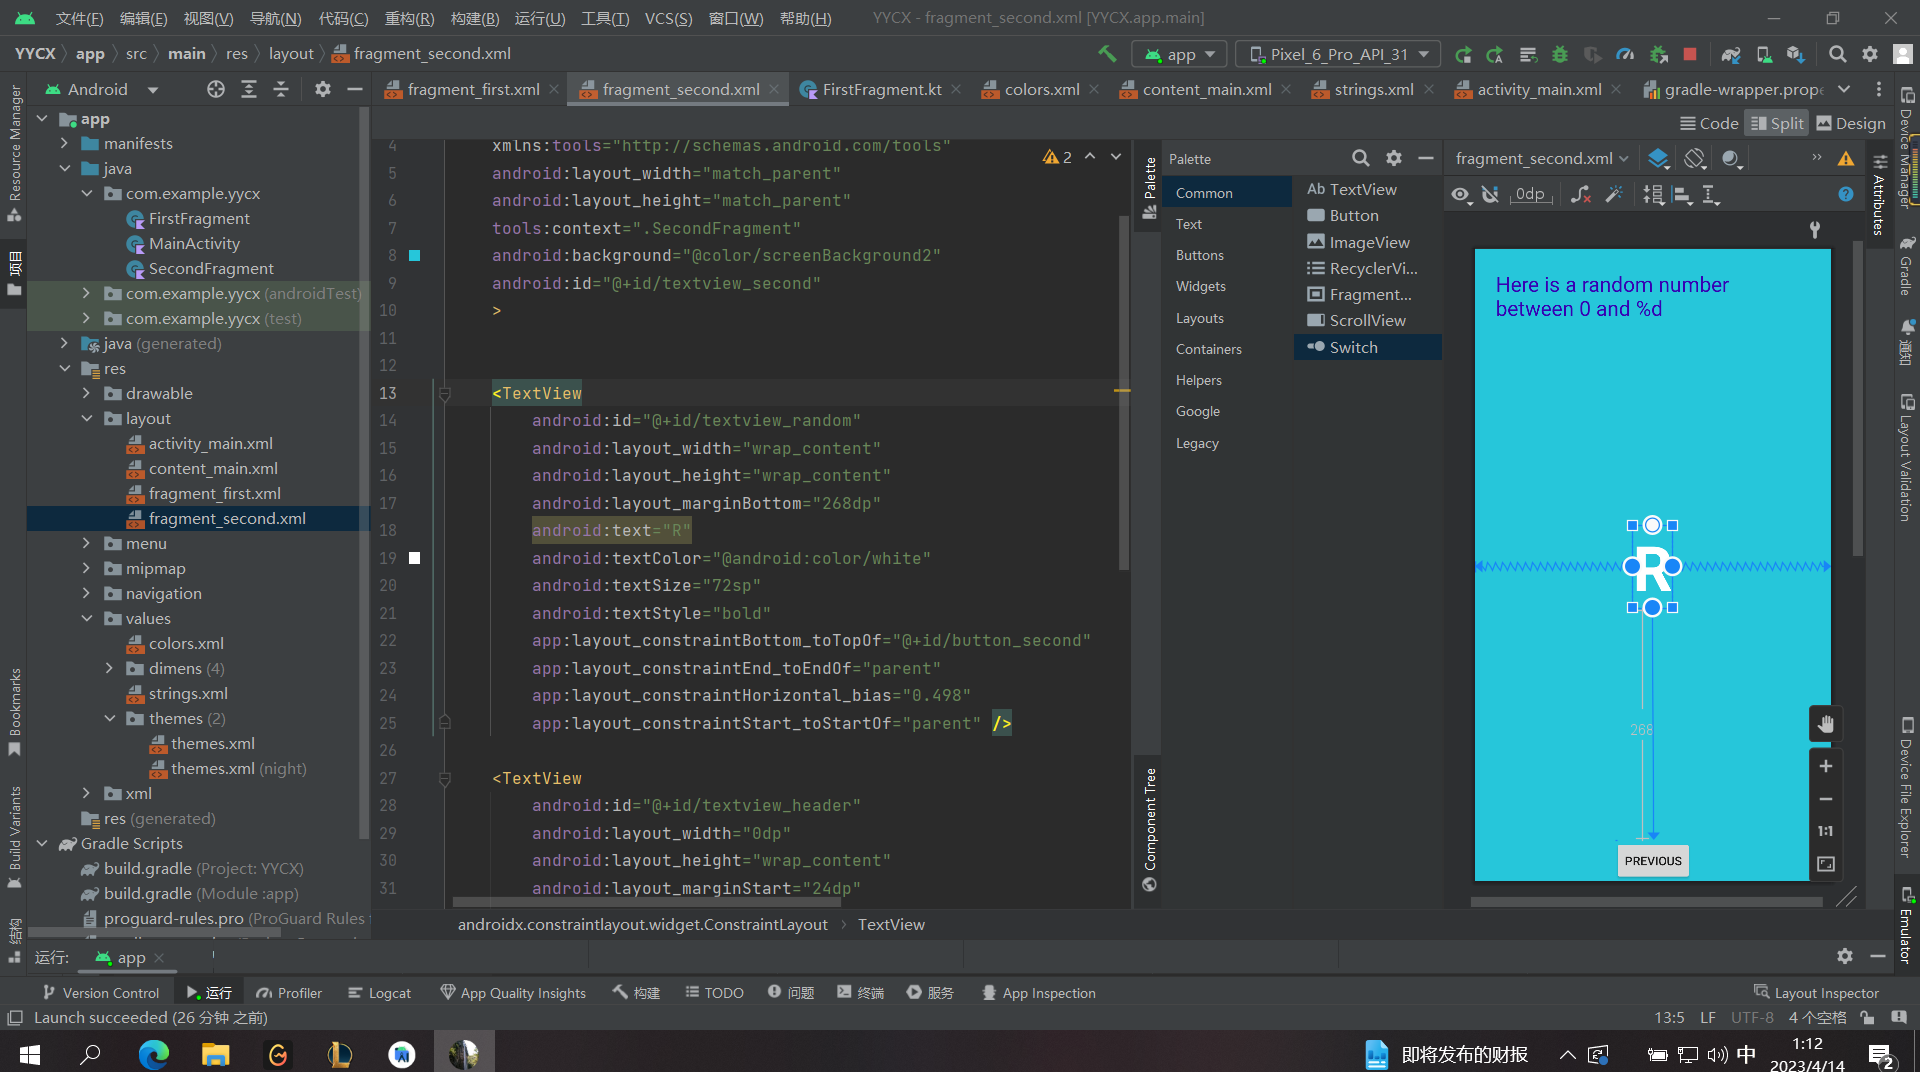 文件(F) 编辑(E) 视图(V) 导航(N) 代码(C) 重构(R) 构建(B) 运行(U) 工具(T) VCS(S) 窗口(W) 帮助(H) YYCX - fragment_second.xml [YYCX.app.main]
YYCX app src main res layout fragment_second.xml app Pixel_6_Pro_API_31
Android fragment_first.xml fragment_second.xml FirstFragment.kt colors.xml content_main.xml strings.xml activity_main.xml gradle-wrapper.prope
Code Split Design
Resource Manager
项目
Bookmarks
Build Variants
结构
app
manifests
java
com.example.yycx
FirstFragment
MainActivity
SecondFragment
com.example.yycx (androidTest)
com.example.yycx (test)
java (generated)
res
drawable
layout
activity_main.xml
content_main.xml
fragment_first.xml
fragment_second.xml
menu
mipmap
navigation
values
colors.xml
dimens (4)
strings.xml
themes (2)
themes.xml
themes.xml (night)
xml
res (generated)
Gradle Scripts
build.gradle (Project: YYCX)
build.gradle (Module :app)
proguard-rules.pro (ProGuard Rules f
2
4 xmlns:tools="http://schemas.android.com/tools"
5 android:layout_width="match_parent"
6 android:layout_height="match_parent"
7 tools:context=".SecondFragment"
8 android:background="@color/screenBackground2"
9 android:id="@+id/textview_second"
10 >
11
12
13 <TextView
14 android:id="@+id/textview_random"
15 android:layout_width="wrap_content"
16 android:layout_height="wrap_content"
17 android:layout_marginBottom="268dp"
18 android:text="R"
19 android:textColor="@android:color/white"
20 android:textSize="72sp"
21 android:textStyle="bold"
22 app:layout_constraintBottom_toTopOf="@+id/button_second"
23 app:layout_constraintEnd_toEndOf="parent"
24 app:layout_constraintHorizontal_bias="0.498"
25 app:layout_constraintStart_toStartOf="parent" />
26
27 <TextView
28 android:id="@+id/textview_header"
29 android:layout_width="0dp"
30 android:layout_height="wrap_content"
31 android:layout_marginStart="24dp"
androidx.constraintlayout.widget.ConstraintLayout TextView
Palette
Component Tree
Palette
Common
Text
Buttons
Widgets
Layouts
Containers
Helpers
Google
Legacy
Ab TextView
Button
ImageView
RecyclerVi...
Fragment...
ScrollView
Switch
fragment_second.xml
0dp
Here is a random number
between 0 and %d
R
268
PREVIOUS
1:1
Attributes
Device Manager
Gradle
通知
Layout Validation
Device File Explorer
Emulator
运行: app
Version Control 运行 Profiler Logcat App Quality Insights 构建 TODO 问题 终端 服务 App Inspection Layout Inspector
Launch succeeded (26 分钟 之前) 13:5 LF UTF-8 4 个空格
即将发布的财报 中 1:12
2023/4/14
2